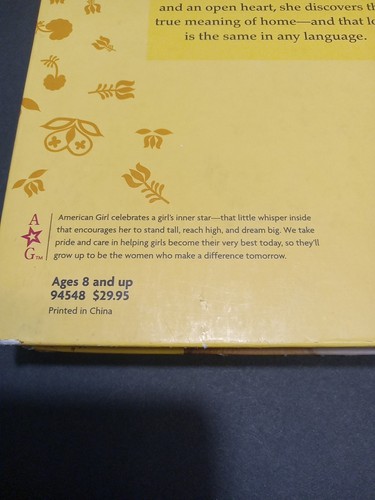 and an open heart, she discovers th
true meaning of home—and that lo
is the same in any language.
A
G™
American Girl celebrates a girl's inner star—that little whisper inside
that encourages her to stand tall, reach high, and dream big. We take
pride and care in helping girls become their very best today, so they'll
grow up to be the women who make a difference tomorrow.
Ages 8 and up
94548 $29.95
Printed in China